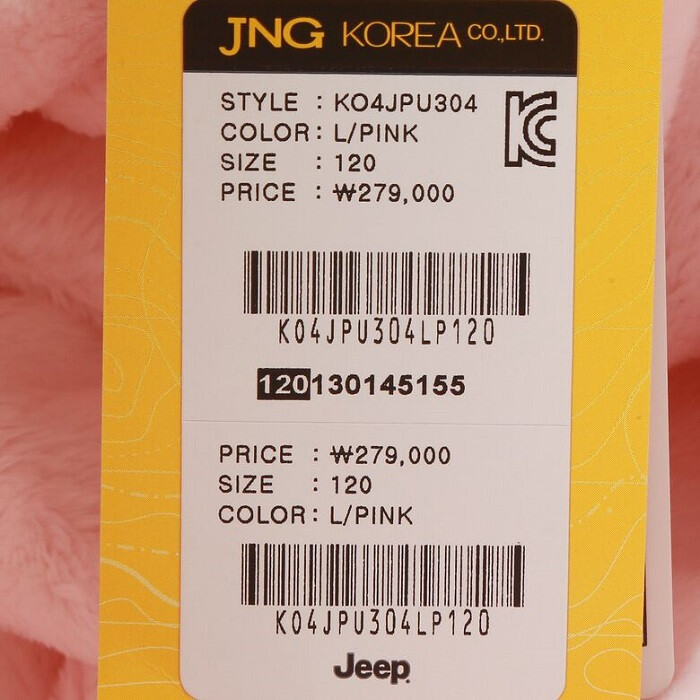 JNG KOREA CO.,LTD.
STYLE : KO4JPU304
COLOR : L/PINK
SIZE : 120
PRICE : ₩279,000
KC
K04JPU304LP120
120130145155
PRICE : ₩279,000
SIZE : 120
COLOR : L/PINK
K04JPU304LP120
Jeep